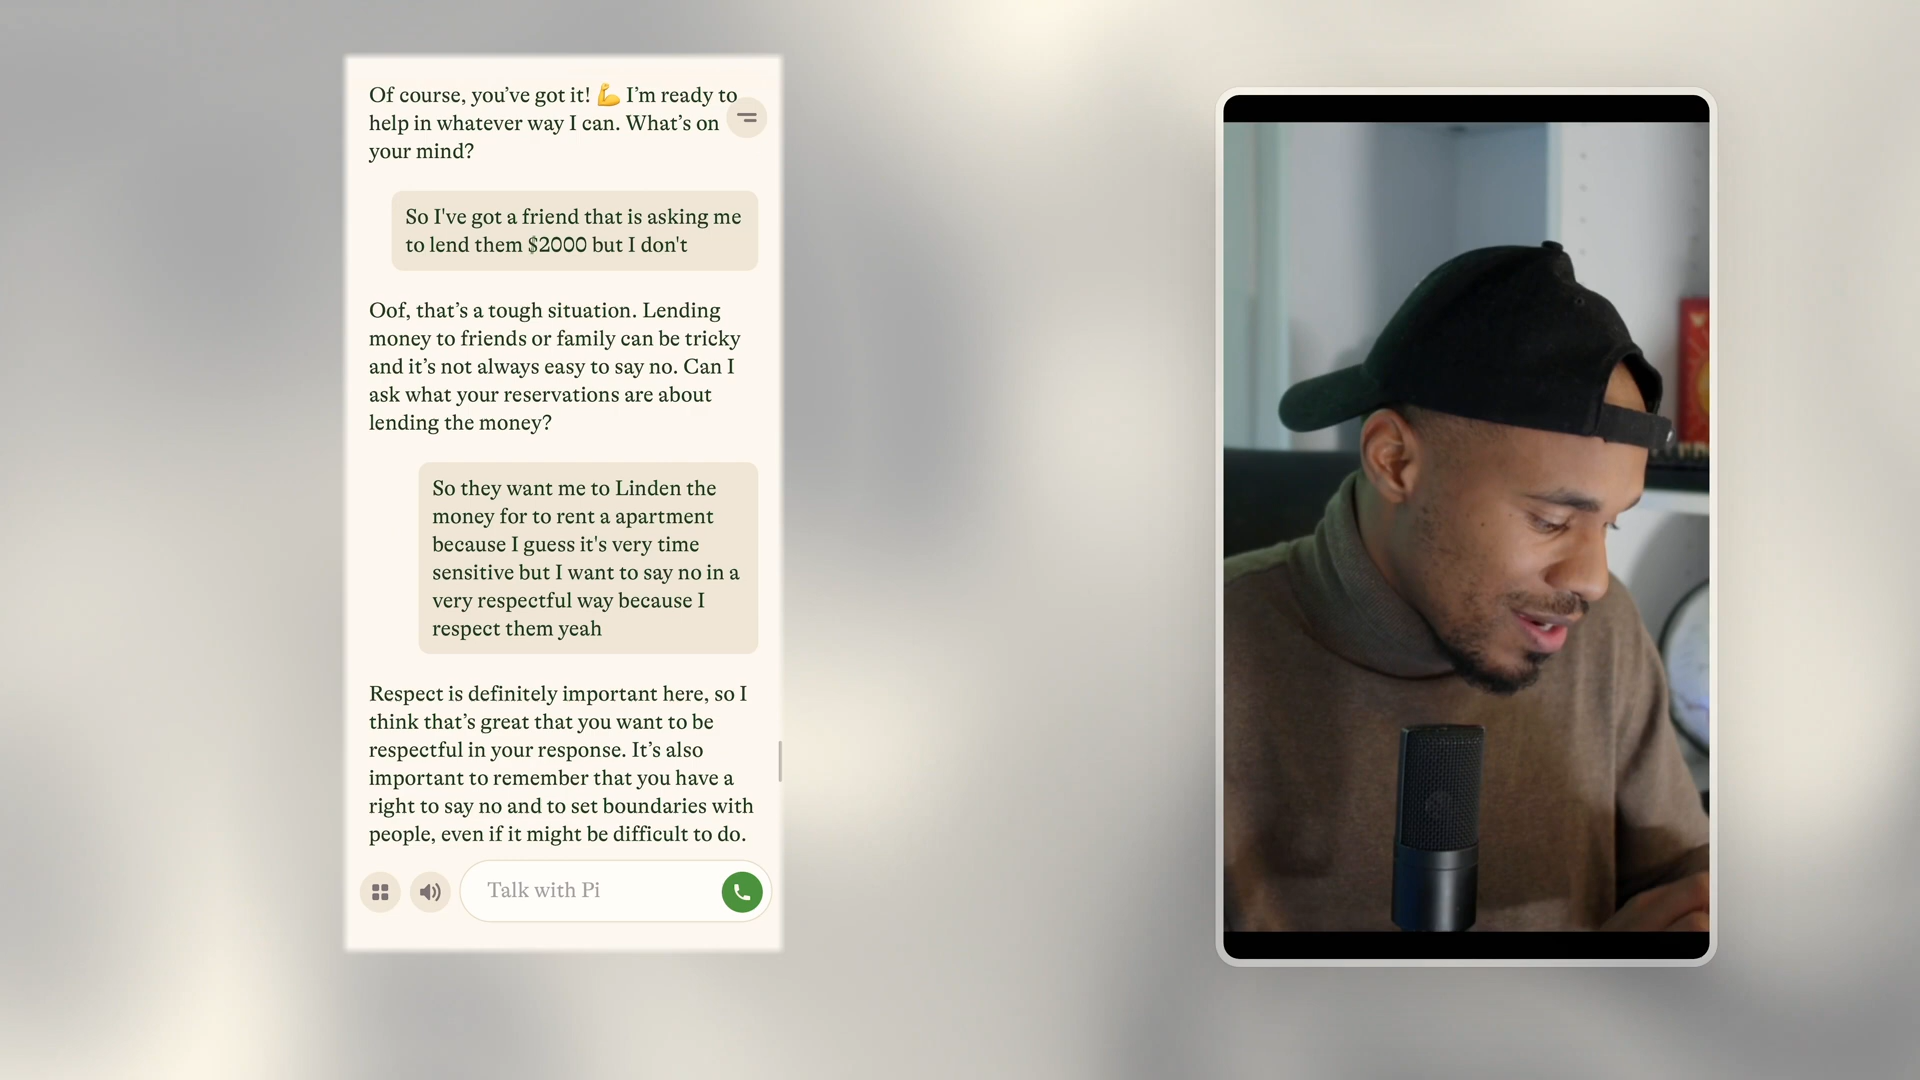 Of course, you’ve got it! 💪 I’m ready to
help in whatever way I can. What’s on
your mind?
So I've got a friend that is asking me
to lend them $2000 but I don't
Oof, that’s a tough situation. Lending
money to friends or family can be tricky
and it’s not always easy to say no. Can I
ask what your reservations are about
lending the money?
So they want me to Linden the
money for to rent a apartment
because I guess it's very time
sensitive but I want to say no in a
very respectful way because I
respect them yeah
Respect is definitely important here, so I
think that’s great that you want to be
respectful in your response. It’s also
important to remember that you have a
right to say no and to set boundaries with
people, even if it might be difficult to do.
Talk with Pi